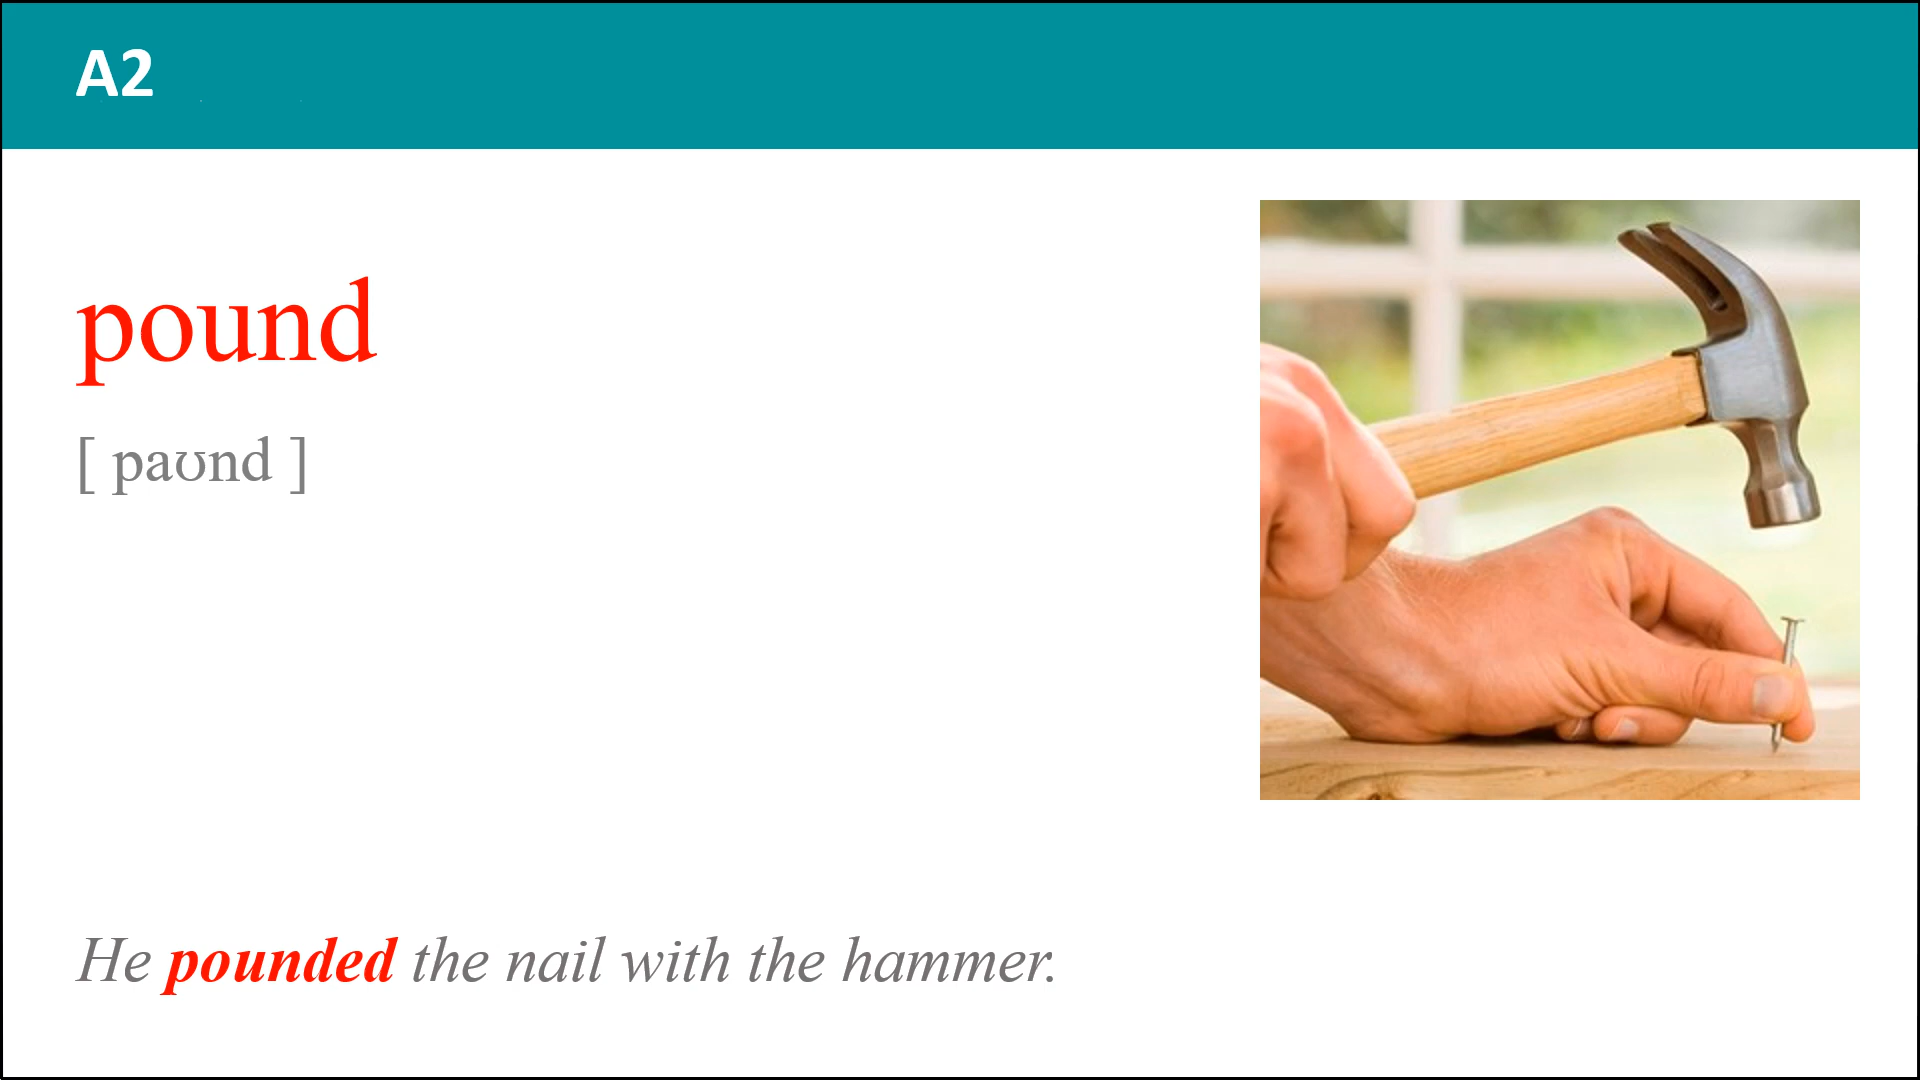 A2
pound
[ paʊnd ]
He pounded the nail with the hammer.